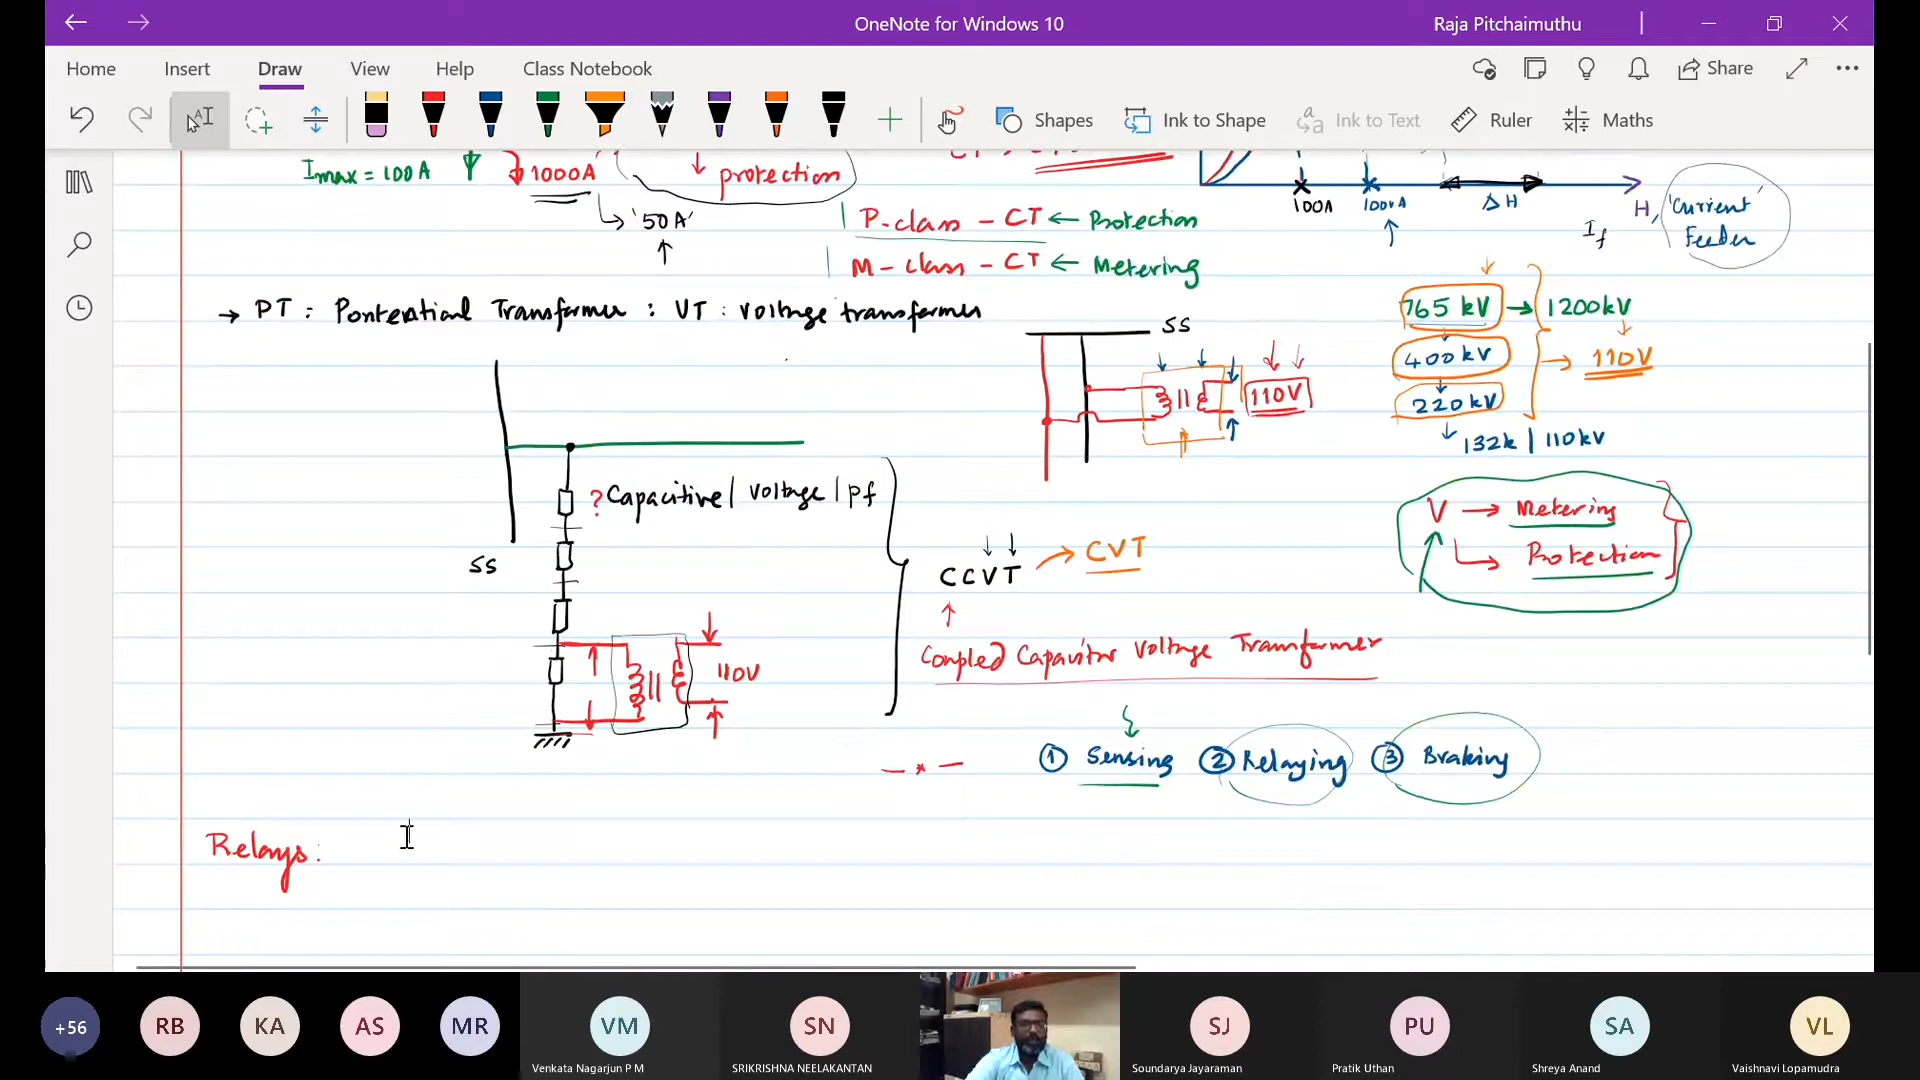 OneNote for Windows 10
Raja Pitchaimuthu
Home Insert Draw View Help Class Notebook
Share
Shapes Ink to Shape Ink to Text Ruler Maths
Imax = 100A 1000A protection
'50A'
P-class - CT ← Protection
M-class - CT ← Metering
100A 100A ΔH H, 'Current Feeder'
If
→ PT : Pontential Transformer : VT : voltage transformer
SS
110V
765 kV → 1200kV
400kV → 110V
220kV
132k | 110kV
? Capacitive | voltage | pf
SS
110V
CCVT → CVT
V → Metering
Protection
Coupled Capacitor Voltage Transformer
① Sensing ② Relaying ③ Braking
— * —
Relays:
+56 RB KA AS MR VM SN SJ PU SA VL
Venkata Nagarjun P M SRIKRISHNA NEELAKANTAN Soundarya Jayaraman Pratik Uthan Shreya Anand Vaishnavi Lopamudra